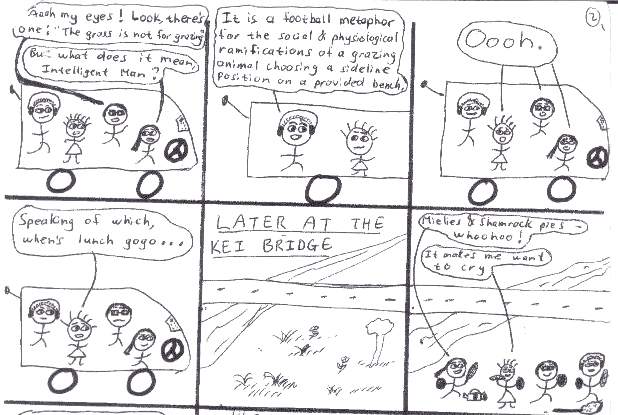 Aaah my eyes! Look, there's
one: "The grass is not for grazing"
But what does it mean,
Intelligent Man?
It is a football metaphor
for the social & physiological
ramifications of a grazing
animal choosing a sideline
position on a provided bench.
2
Oooh.
Speaking of which,
when's lunch gogo...
LATER AT THE
KEI BRIDGE
Mielies & Shamrock pies -
whoohoo!
It makes me want
to cry